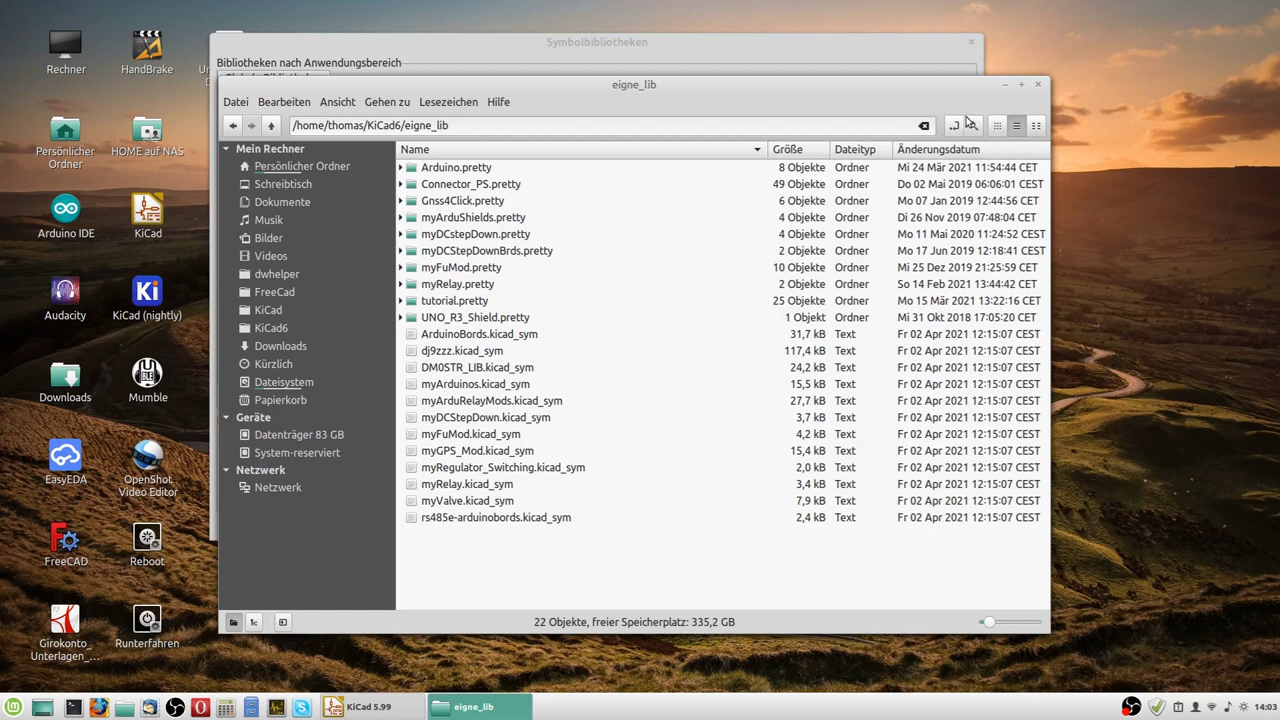 Symbolbibliotheken
Bibliotheken nach Anwendungsbereich
eigne_lib
Datei Bearbeiten Ansicht Gehen zu Lesezeichen Hilfe
/home/thomas/KiCad6/eigne_lib
Mein Rechner
Persönlicher Ordner
Schreibtisch
Dokumente
Musik
Bilder
Videos
dwhelper
FreeCad
KiCad
KiCad6
Downloads
Kürzlich
Dateisystem
Papierkorb
Geräte
Datenträger 83 GB
System-reserviert
Netzwerk
Netzwerk
Name Größe Dateityp Änderungsdatum
Arduino.pretty 8 Objekte Ordner Mi 24 Mär 2021 11:54:44 CET
Connector_PS.pretty 49 Objekte Ordner Do 02 Mai 2019 06:06:01 CEST
Gnss4Click.pretty 6 Objekte Ordner Mo 07 Jan 2019 12:44:56 CET
myArduShields.pretty 4 Objekte Ordner Di 26 Nov 2019 07:48:04 CET
myDCstepDown.pretty 4 Objekte Ordner Mo 11 Mai 2020 11:24:52 CEST
myDCStepDownBrds.pretty 2 Objekte Ordner Mo 17 Jun 2019 12:18:41 CEST
myFuMod.pretty 10 Objekte Ordner Mi 25 Dez 2019 21:25:59 CET
myRelay.pretty 2 Objekte Ordner So 14 Feb 2021 13:44:42 CET
tutorial.pretty 25 Objekte Ordner Mo 15 Mär 2021 13:22:16 CET
UNO_R3_Shield.pretty 1 Objekt Ordner Mi 31 Okt 2018 17:05:20 CET
ArduinoBords.kicad_sym 31,7 kB Text Fr 02 Apr 2021 12:15:07 CEST
dj9zzz.kicad_sym 117,4 kB Text Fr 02 Apr 2021 12:15:07 CEST
DM0STR_LIB.kicad_sym 24,2 kB Text Fr 02 Apr 2021 12:15:07 CEST
myArduinos.kicad_sym 15,5 kB Text Fr 02 Apr 2021 12:15:07 CEST
myArduRelayMods.kicad_sym 27,7 kB Text Fr 02 Apr 2021 12:15:07 CEST
myDCStepDown.kicad_sym 3,7 kB Text Fr 02 Apr 2021 12:15:07 CEST
myFuMod.kicad_sym 4,2 kB Text Fr 02 Apr 2021 12:15:07 CEST
myGPS_Mod.kicad_sym 15,4 kB Text Fr 02 Apr 2021 12:15:07 CEST
myRegulator_Switching.kicad_sym 2,0 kB Text Fr 02 Apr 2021 12:15:07 CEST
myRelay.kicad_sym 3,4 kB Text Fr 02 Apr 2021 12:15:07 CEST
myValve.kicad_sym 7,9 kB Text Fr 02 Apr 2021 12:15:07 CEST
rs485e-arduinobords.kicad_sym 2,4 kB Text Fr 02 Apr 2021 12:15:07 CEST
22 Objekte, freier Speicherplatz: 335,2 GB
Rechner
HandBrake
Persönlicher
Ordner
HOME auf NAS
Arduino IDE
KiCad
Audacity
KiCad (nightly)
Downloads
Mumble
EasyEDA
OpenShot
Video Editor
FreeCAD
Reboot
Girokonto_
Unterlagen_...
Runterfahren
KiCad 5.99
eigne_lib
14:03